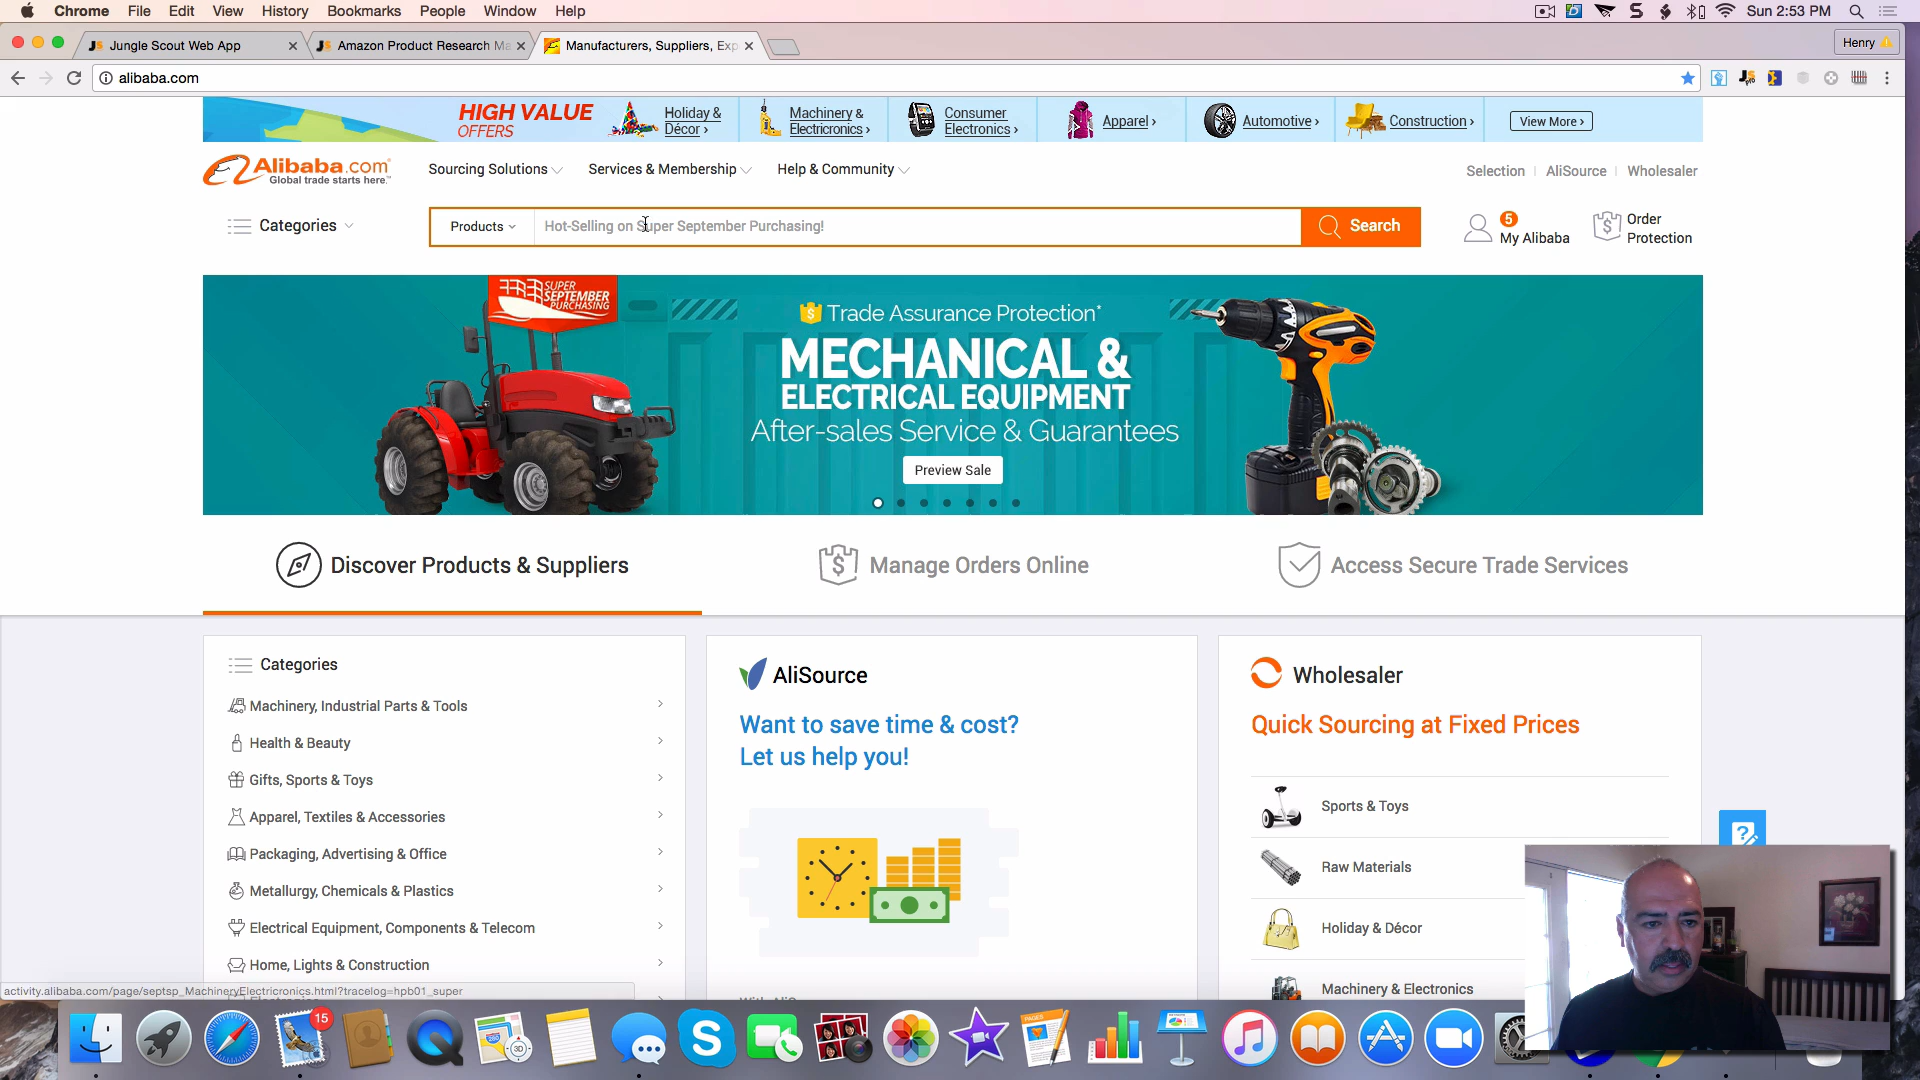 Chrome File Edit View History Bookmarks People Window Help
Sun 2:53 PM
Jungle Scout Web App
Amazon Product Research Ma
Manufacturers, Suppliers, Exp
Henry
alibaba.com
HIGH VALUE
OFFERS
Holiday &
Décor ›
Machinery &
Electricronics ›
Consumer
Electronics ›
Apparel ›
Automotive ›
Construction ›
View More ›
Alibaba.com
Global trade starts here.™
Sourcing Solutions
Services & Membership
Help & Community
Selection
AliSource
Wholesaler
Categories
Products
Hot-Selling on Super September Purchasing!
Search
5
My Alibaba
Order
Protection
SUPER
SEPTEMBER
PURCHASING
Trade Assurance Protection*
MECHANICAL &
ELECTRICAL EQUIPMENT
After-sales Service & Guarantees
Preview Sale
Discover Products & Suppliers
Manage Orders Online
Access Secure Trade Services
Categories
Machinery, Industrial Parts & Tools
Health & Beauty
Gifts, Sports & Toys
Apparel, Textiles & Accessories
Packaging, Advertising & Office
Metallurgy, Chemicals & Plastics
Electrical Equipment, Components & Telecom
Home, Lights & Construction
AliSource
Want to save time & cost?
Let us help you!
Wholesaler
Quick Sourcing at Fixed Prices
Sports & Toys
Raw Materials
Holiday & Décor
Machinery & Electronics
activity.alibaba.com/page/septsp_MachineryElectricronics.html?tracelog=hpb01_super
15
280
3D
PAGES